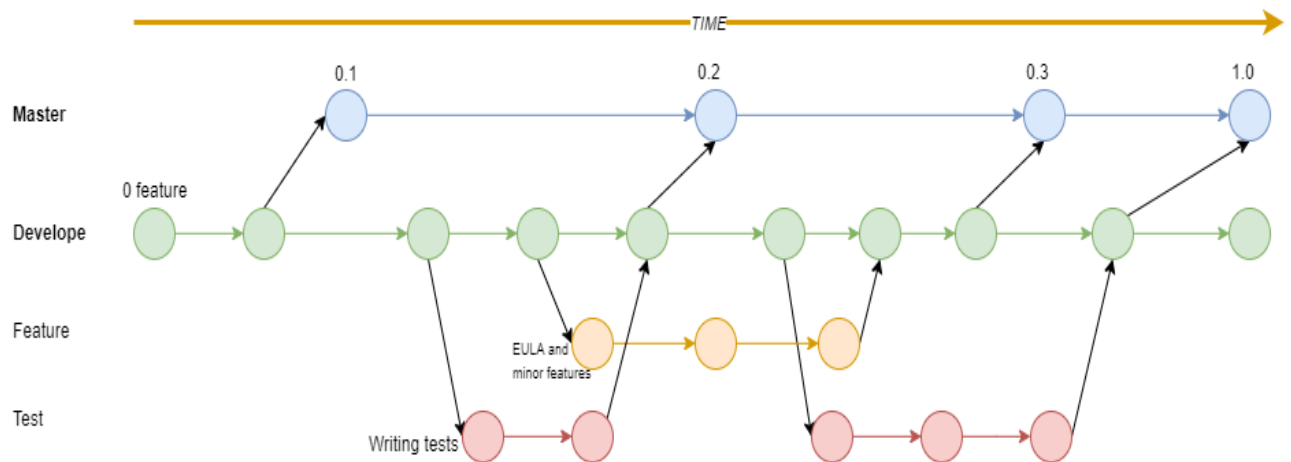 TIME
0.1
0.2
0.3
1.0
Master
0 feature
Develope
Feature
EULA and
minor features
Test
Writing tests